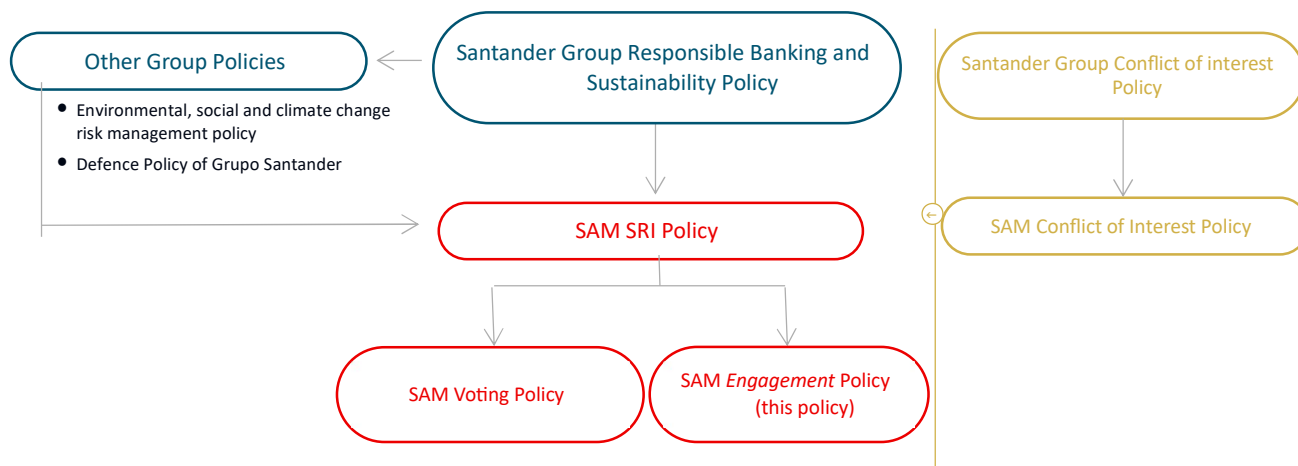 Other Group Policies
• Environmental, social and climate change
risk management policy
• Defence Policy of Grupo Santander
Santander Group Responsible Banking and
Sustainability Policy
Santander Group Conflict of interest
Policy
SAM SRI Policy
SAM Conflict of Interest Policy
SAM Voting Policy
SAM Engagement Policy
(this policy)